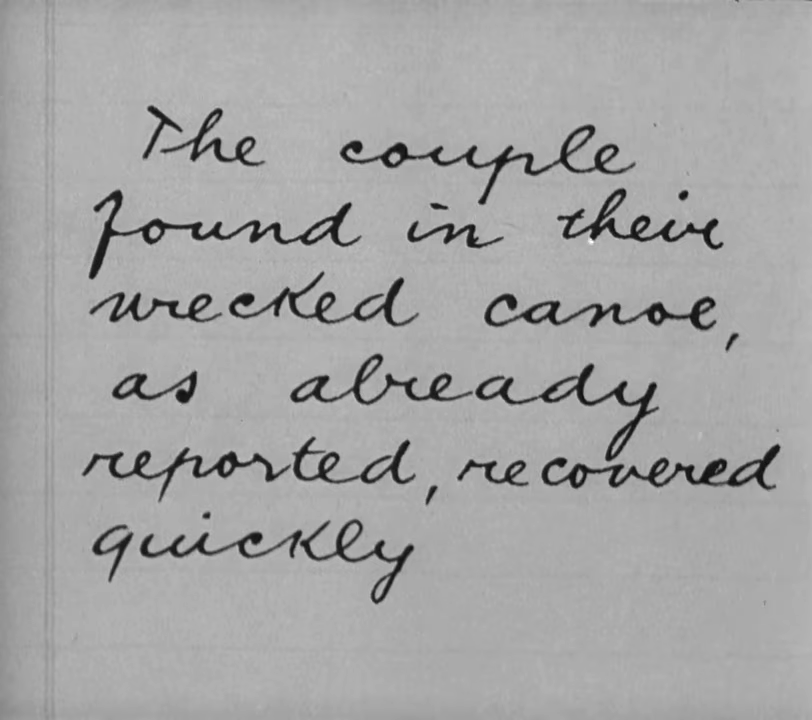 The couple
found in their
wrecked canoe,
as already
reported, recovered
quickly